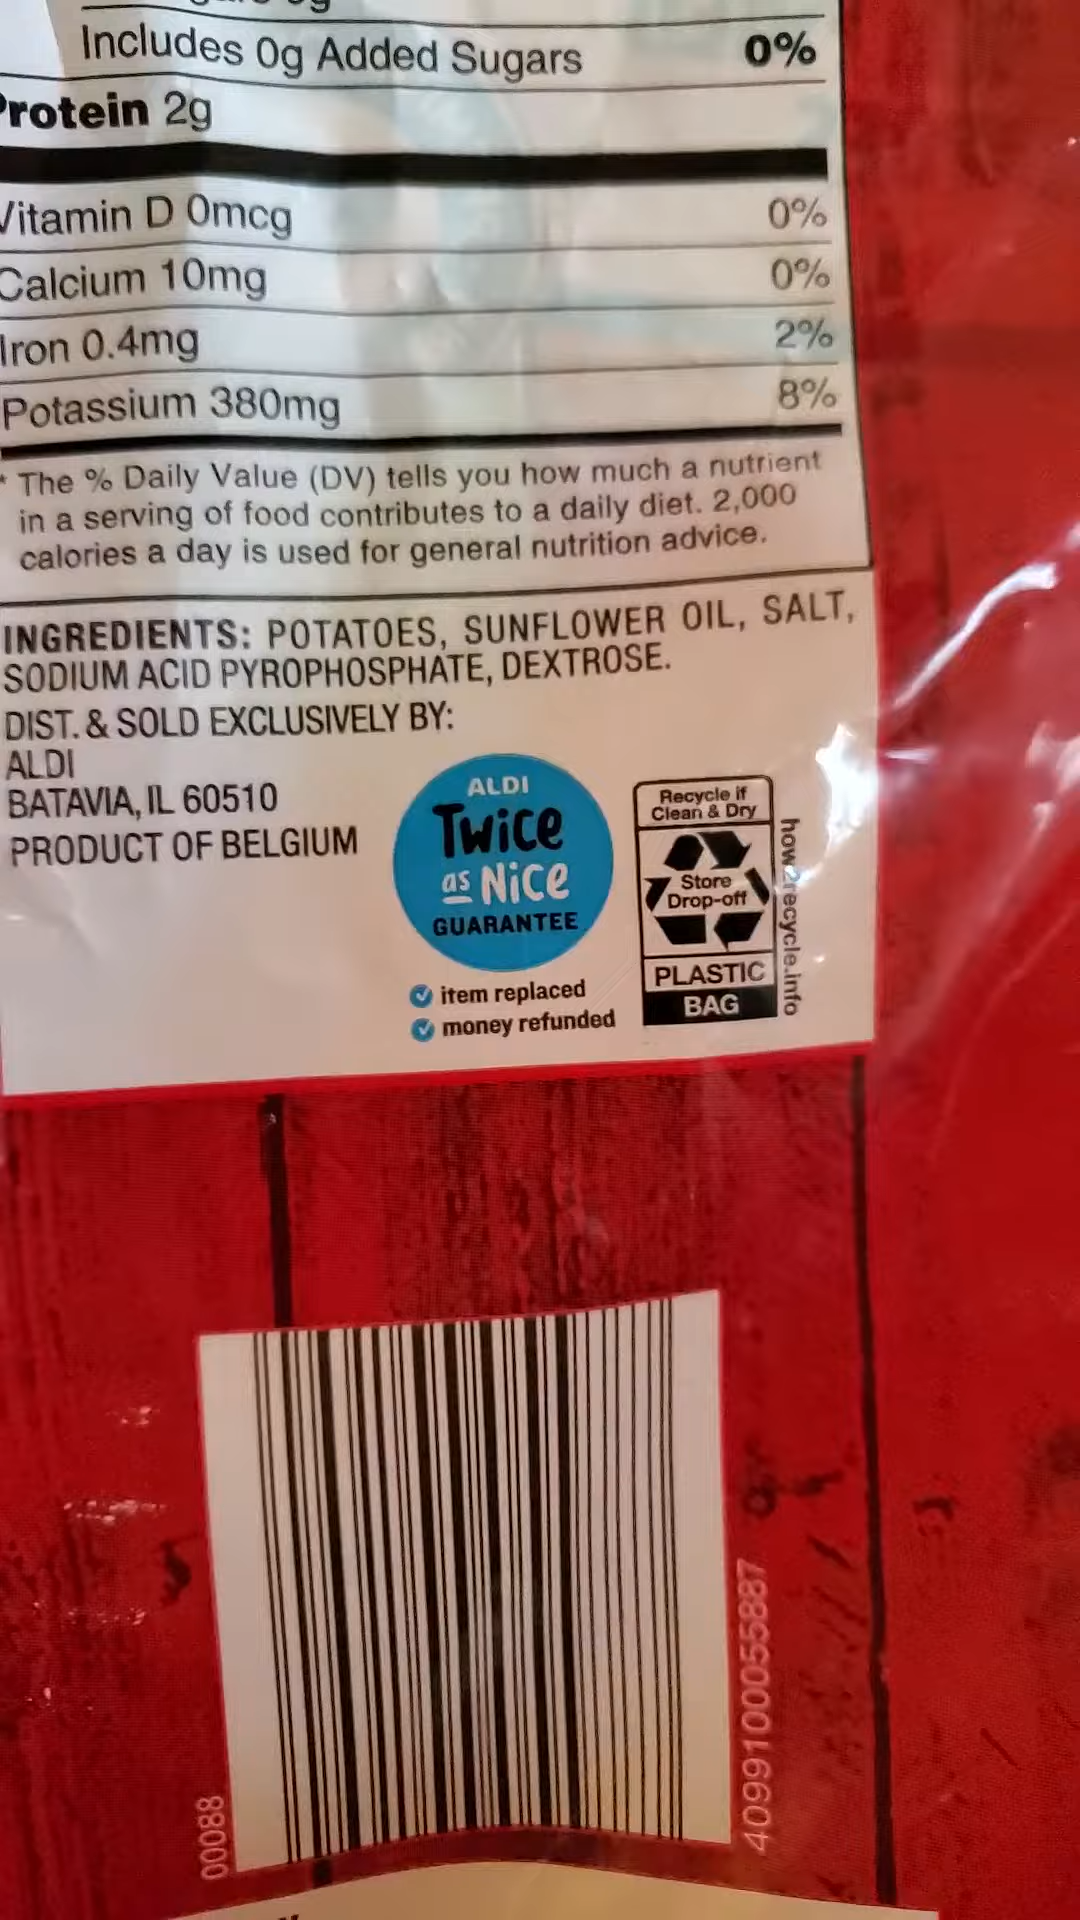 Includes 0g Added Sugars 0%
Protein 2g
Vitamin D 0mcg 0%
Calcium 10mg 0%
Iron 0.4mg 2%
Potassium 380mg 8%
* The % Daily Value (DV) tells you how much a nutrient
in a serving of food contributes to a daily diet. 2,000
calories a day is used for general nutrition advice.
INGREDIENTS: POTATOES, SUNFLOWER OIL, SALT,
SODIUM ACID PYROPHOSPHATE, DEXTROSE.
DIST. & SOLD EXCLUSIVELY BY:
ALDI
BATAVIA, IL 60510
PRODUCT OF BELGIUM
ALDI
Twice
as Nice
GUARANTEE
item replaced
money refunded
Recycle if
Clean & Dry
Store
Drop-off
PLASTIC
BAG
how2recycle.info
00088
4099100055887